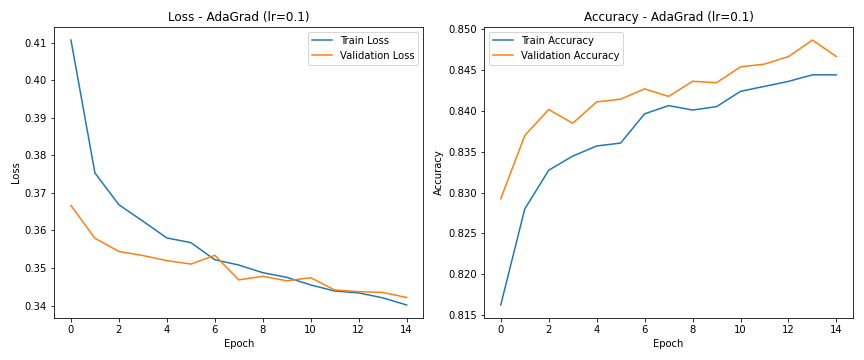 Loss - AdaGrad (lr=0.1)
Train Loss
Validation Loss
Loss
0.41
0.40
0.39
0.38
0.37
0.36
0.35
0.34
0 2 4 6 8 10 12 14
Epoch
Accuracy - AdaGrad (lr=0.1)
Train Accuracy
Validation Accuracy
Accuracy
0.850
0.845
0.840
0.835
0.830
0.825
0.820
0.815
0 2 4 6 8 10 12 14
Epoch